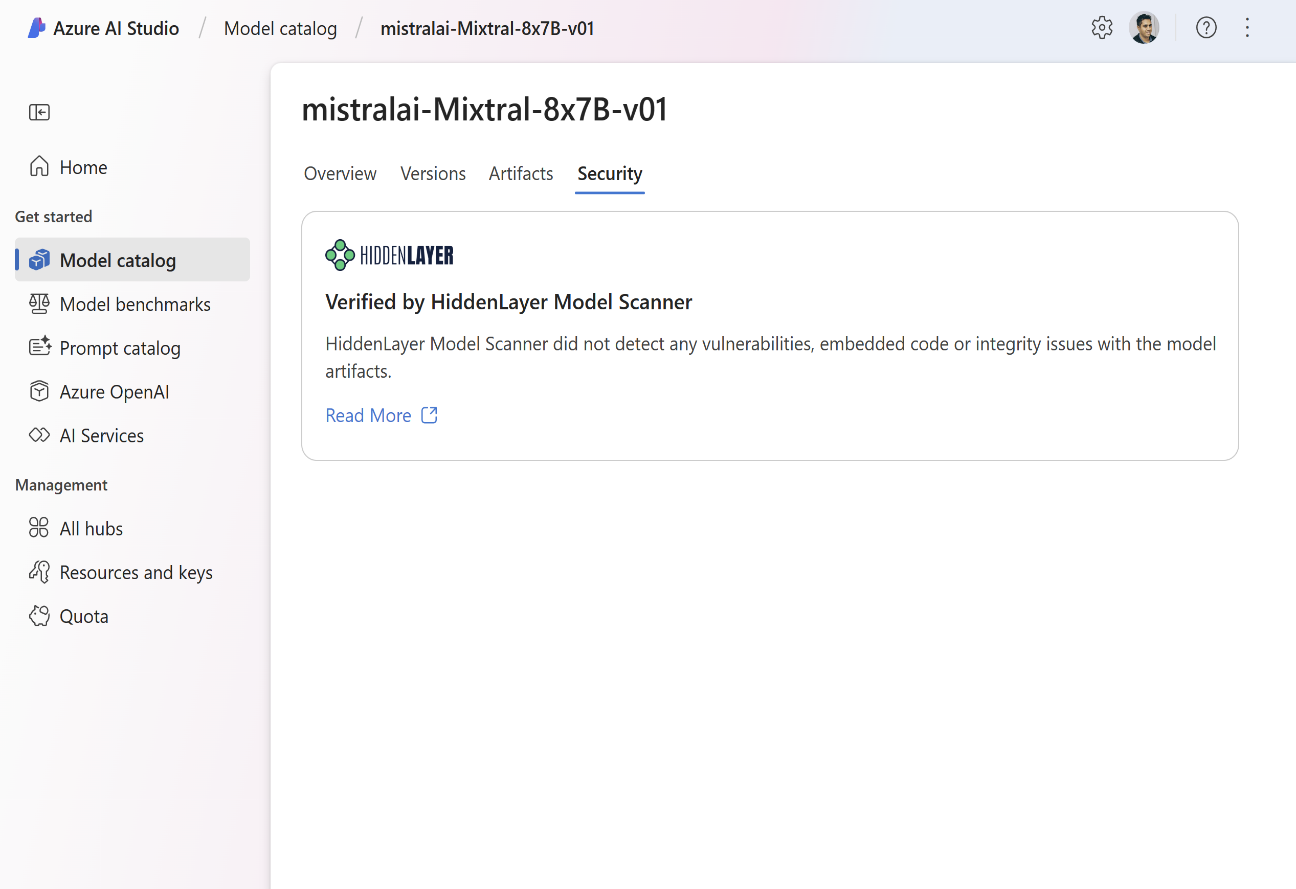 Azure AI Studio / Model catalog / mistralai-Mixtral-8x7B-v01
mistralai-Mixtral-8x7B-v01
Home
Overview Versions Artifacts Security
Get started
Model catalog
Model benchmarks
Prompt catalog
Azure OpenAI
AI Services
Management
All hubs
Resources and keys
Quota
HIDDENLAYER
Verified by HiddenLayer Model Scanner
HiddenLayer Model Scanner did not detect any vulnerabilities, embedded code or integrity issues with the model
artifacts.
Read More